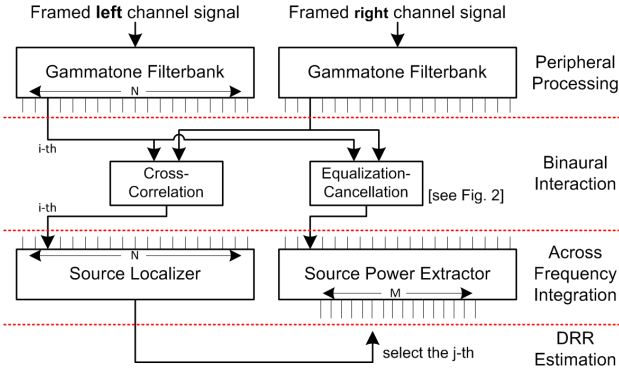 Framed left channel signal
Framed right channel signal
Gammatone Filterbank
N
Gammatone Filterbank
Peripheral
Processing
i-th
Cross-
Correlation
Equalization-
Cancellation
[see Fig. 2]
Binaural
Interaction
i-th
N
Source Localizer
Source Power Extractor
M
Across
Frequency
Integration
select the j-th
DRR
Estimation